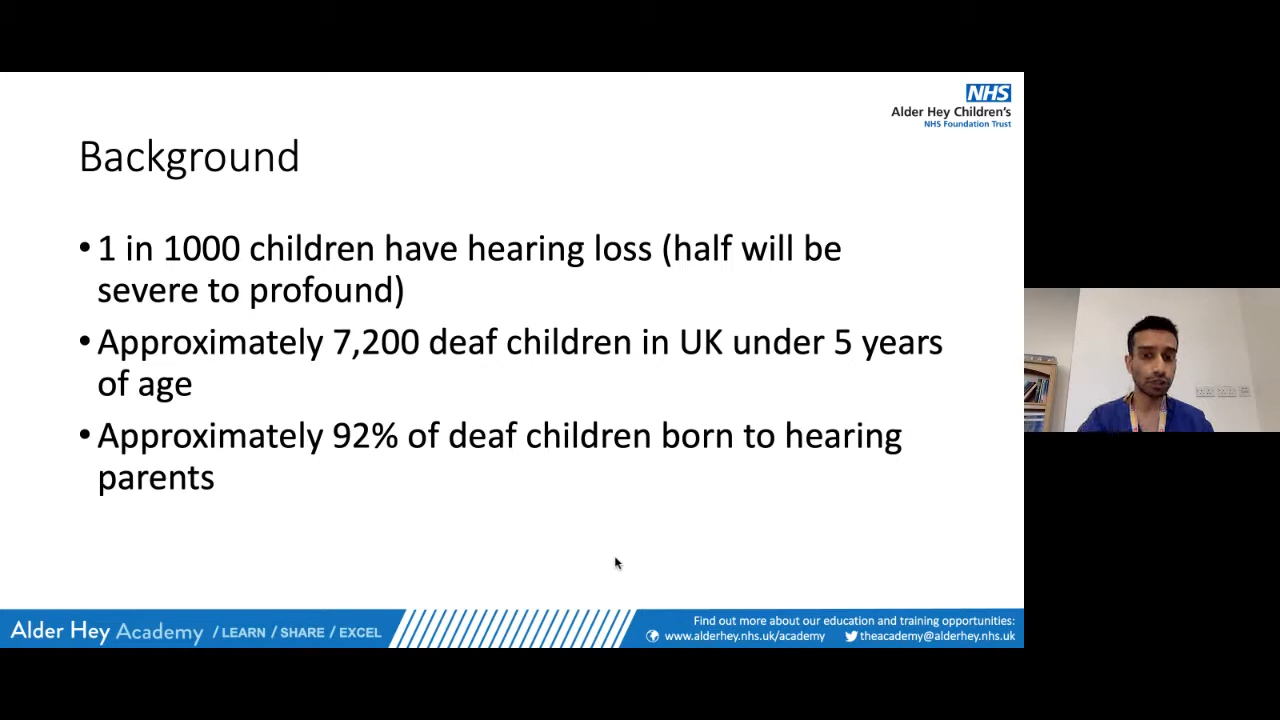 NHS
Alder Hey Children's
NHS Foundation Trust
Background
• 1 in 1000 children have hearing loss (half will be
severe to profound)
• Approximately 7,200 deaf children in UK under 5 years
of age
• Approximately 92% of deaf children born to hearing
parents
Alder Hey Academy / LEARN / SHARE / EXCEL
Find out more about our education and training opportunities:
www.alderhey.nhs.uk/academy theacademy@alderhey.nhs.uk